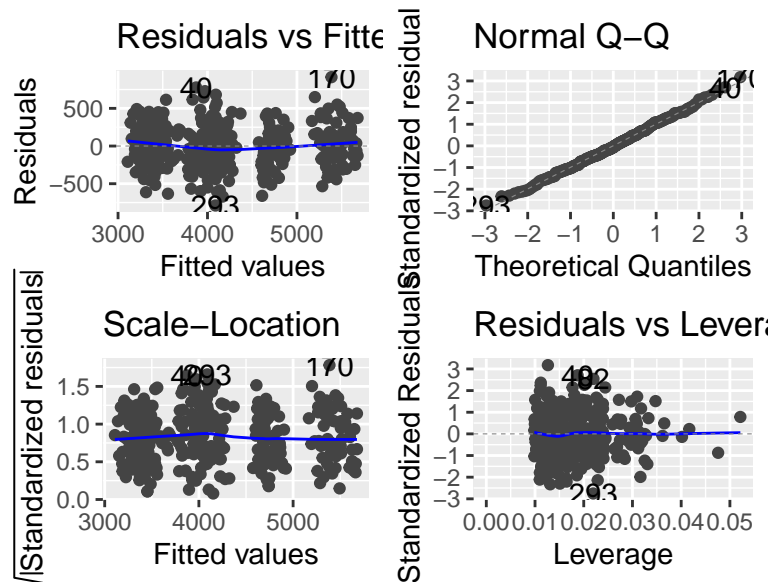 Residuals vs Fitte
Residuals
500
0
−500
40
170
293
3000 4000 5000
Fitted values
Normal Q−Q
Standardized residual
3
2
1
0
−1
−2
−3
170
40
293
−3 −2 −1 0 1 2 3
Theoretical Quantiles
Scale−Location
√|Standardized residuals|
1.5
1.0
0.5
0.0
40
293
170
3000 4000 5000
Fitted values
Residuals vs Levera
Standardized Residuals
3
2
1
0
−1
−2
−3
293
0.00 0.01 0.02 0.03 0.04 0.05
Leverage